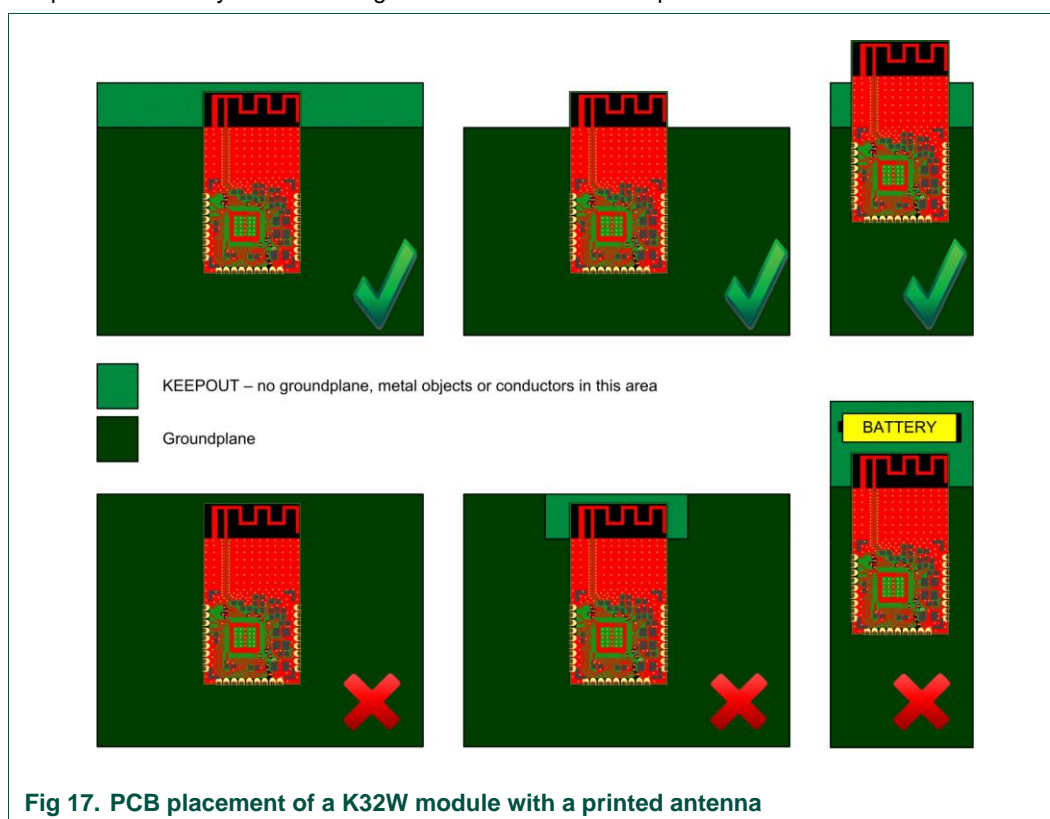 KEEPOUT – no groundplane, metal objects or conductors in this area
Groundplane
BATTERY
Fig 17. PCB placement of a K32W module with a printed antenna